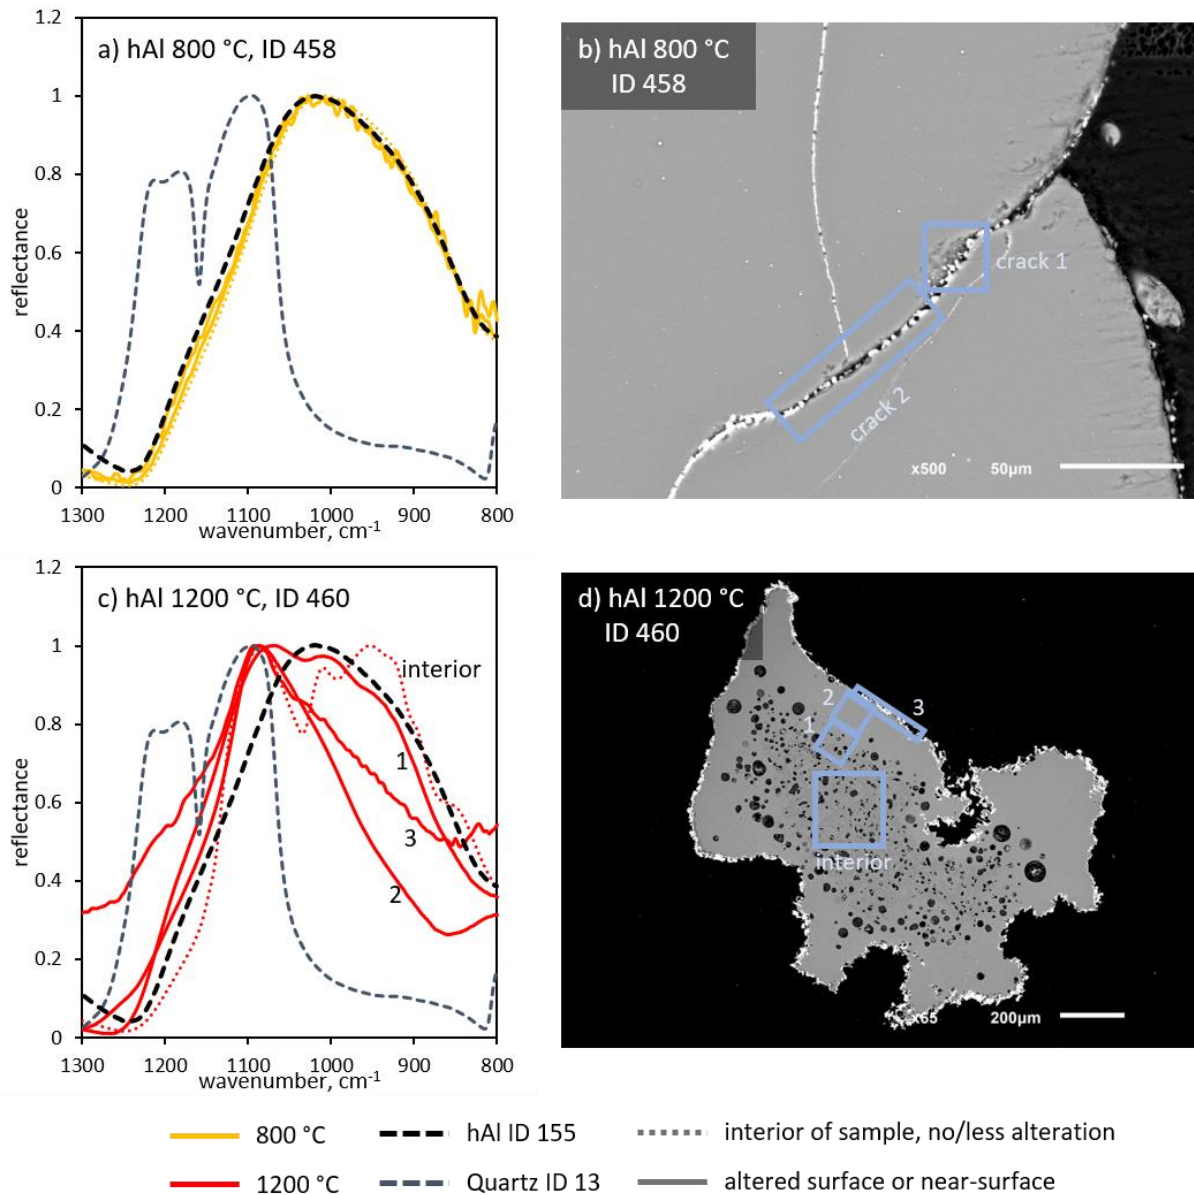 1.2
a) hAl 800 °C, ID 458
1
0.8
0.6
0.4
0.2
0
reflectance
1300 1200 1100 1000 900 800
wavenumber, cm-1
b) hAl 800 °C
ID 458
crack 1
crack 2
x500 50µm
1.2
c) hAl 1200 °C, ID 460
1
interior
0.8
1
0.6
3
0.4
2
0.2
0
reflectance
1300 1200 1100 1000 900 800
wavenumber, cm-1
d) hAl 1200 °C
ID 460
2
3
1
interior
x65 200µm
800 °C hAl ID 155 interior of sample, no/less alteration
1200 °C Quartz ID 13 altered surface or near-surface